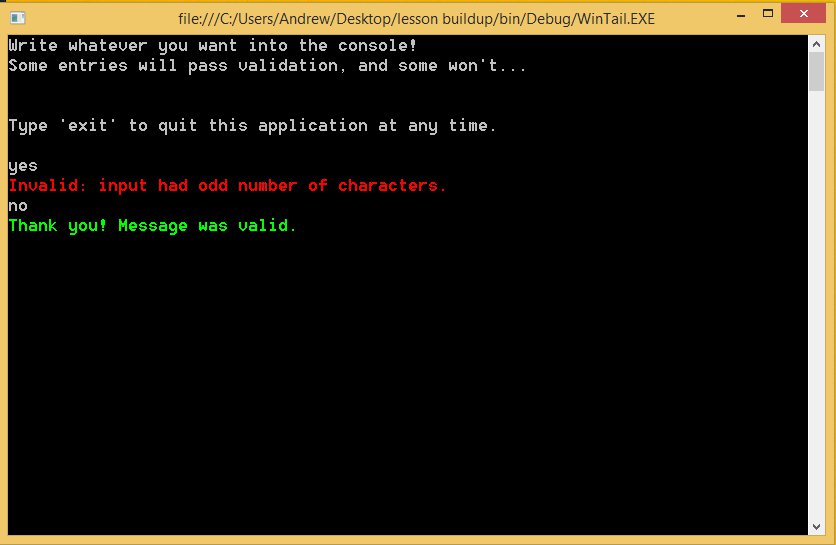 file:///C:/Users/Andrew/Desktop/lesson buildup/bin/Debug/WinTail.EXE
Write whatever you want into the console!
Some entries will pass validation, and some won't...
Type 'exit' to quit this application at any time.
yes
Invalid: input had odd number of characters.
no
Thank you! Message was valid.